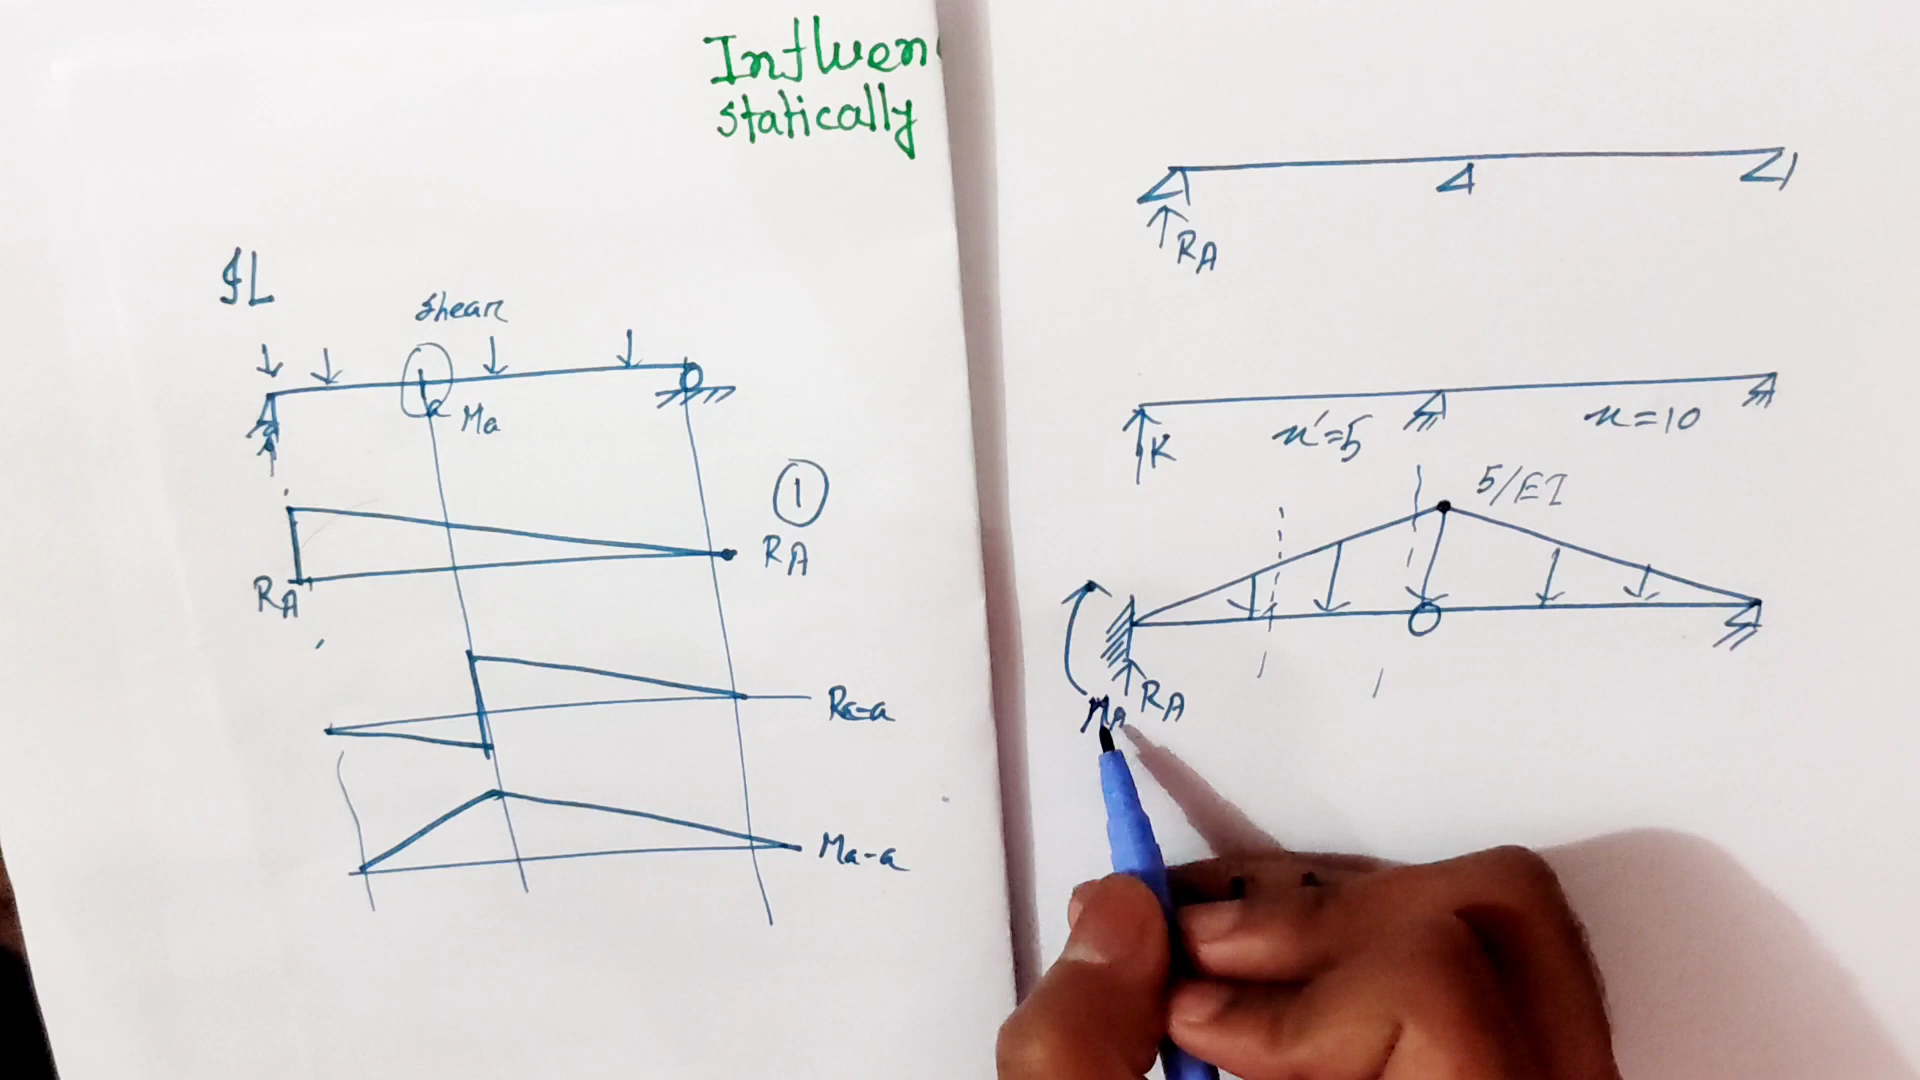 Influen
statically
IL
shear
a Ma
1
RA
RA
Ra-a
Ma-a
RA
K
x'=5
x=10
5/EI
RA
MA